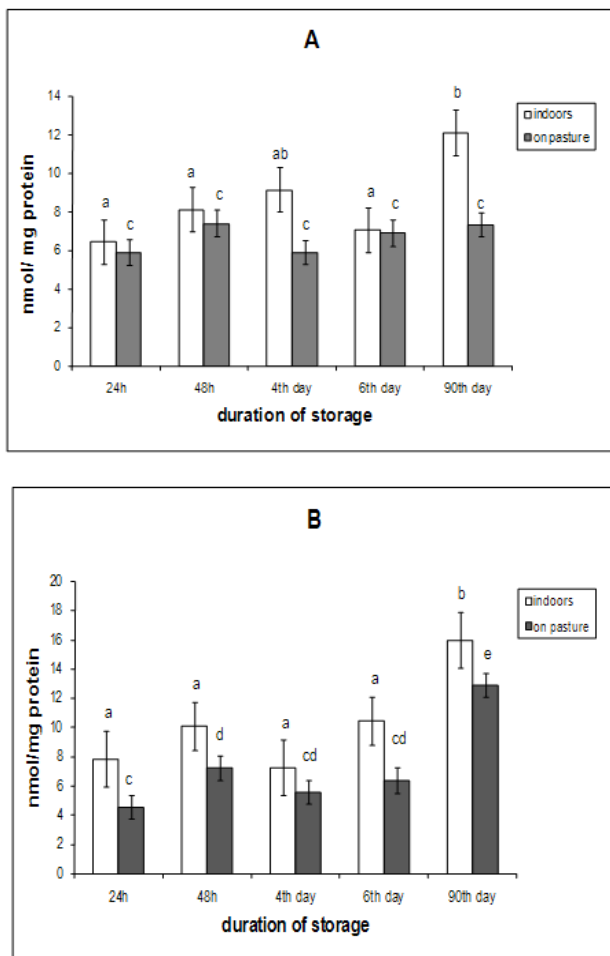 A
14
12
10
8
6
4
2
0
nmol/ mg protein
a
c
a
c
ab
c
a
c
b
c
indoors
on pasture
24h
48h
4th day
6th day
90th day
duration of storage
B
20
18
16
14
12
10
8
6
4
2
0
nmol/mg protein
a
c
a
d
a
cd
a
cd
b
e
indoors
on pasture
24h
48h
4th day
6th day
90th day
duration of storage